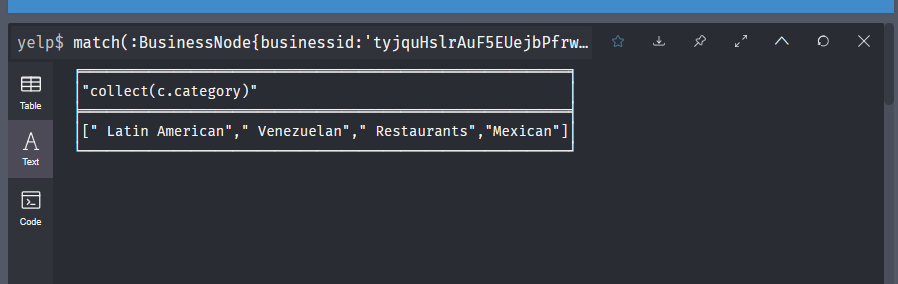 yelp$ match(:BusinessNode{businessid:'tyjquHslrAuF5EUejbPfrw…
Table
"collect(c.category)"
[" Latin American"," Venezuelan"," Restaurants","Mexican"]
Text
Code